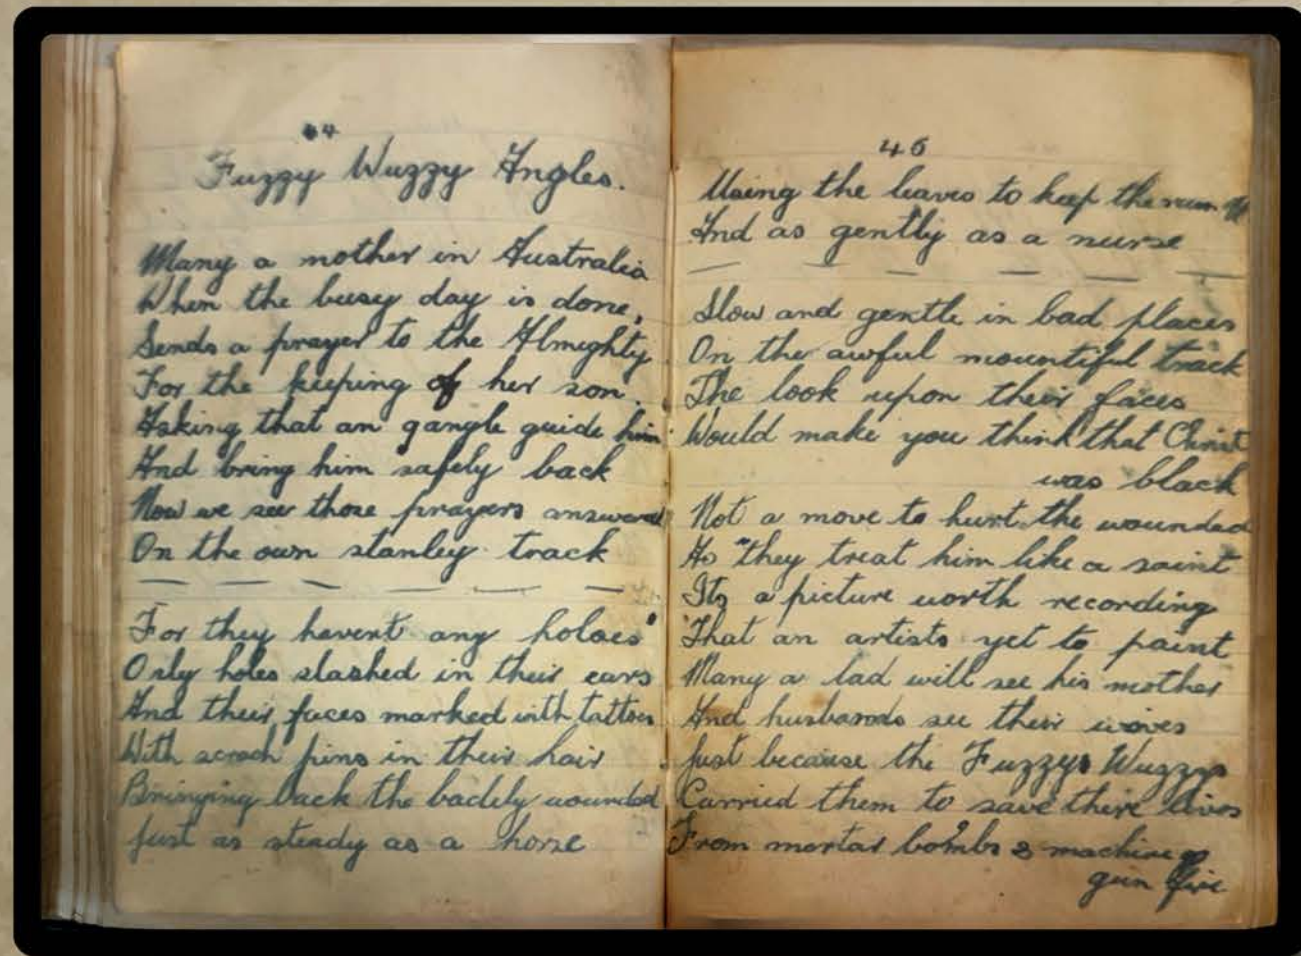 44
Fuzzy Wuzzy Angles.
Many a mother in Australia
When the busy day is done,
Sends a prayer to the Almighty
For the keeping of her son.
Asking that an gangle guide him
And bring him safely back
Now we see those prayers answered
On the own stanley track
For they havent any holoes
Only holes slashed in their ears
And their faces marked with tattoos
With scrach pins in their hair
Bringing back the badely wounded
Just as steady as a horse
46
Using the leaves to keep the
And as gently as a nurse
Slow and gentle in bad places
On the awful mountiful track
The look upon their faces
Would make you think that Christ
was black
Not a move to hurt the wounded
As they treat him like a saint
Its a picture worth recording
That an artists yet to paint
Many a lad will see his mother
And husbands see their wives
Just because the Fuzzys Wuzzys
Carried them to save their lives
From mortar bombs & machine
gun fire